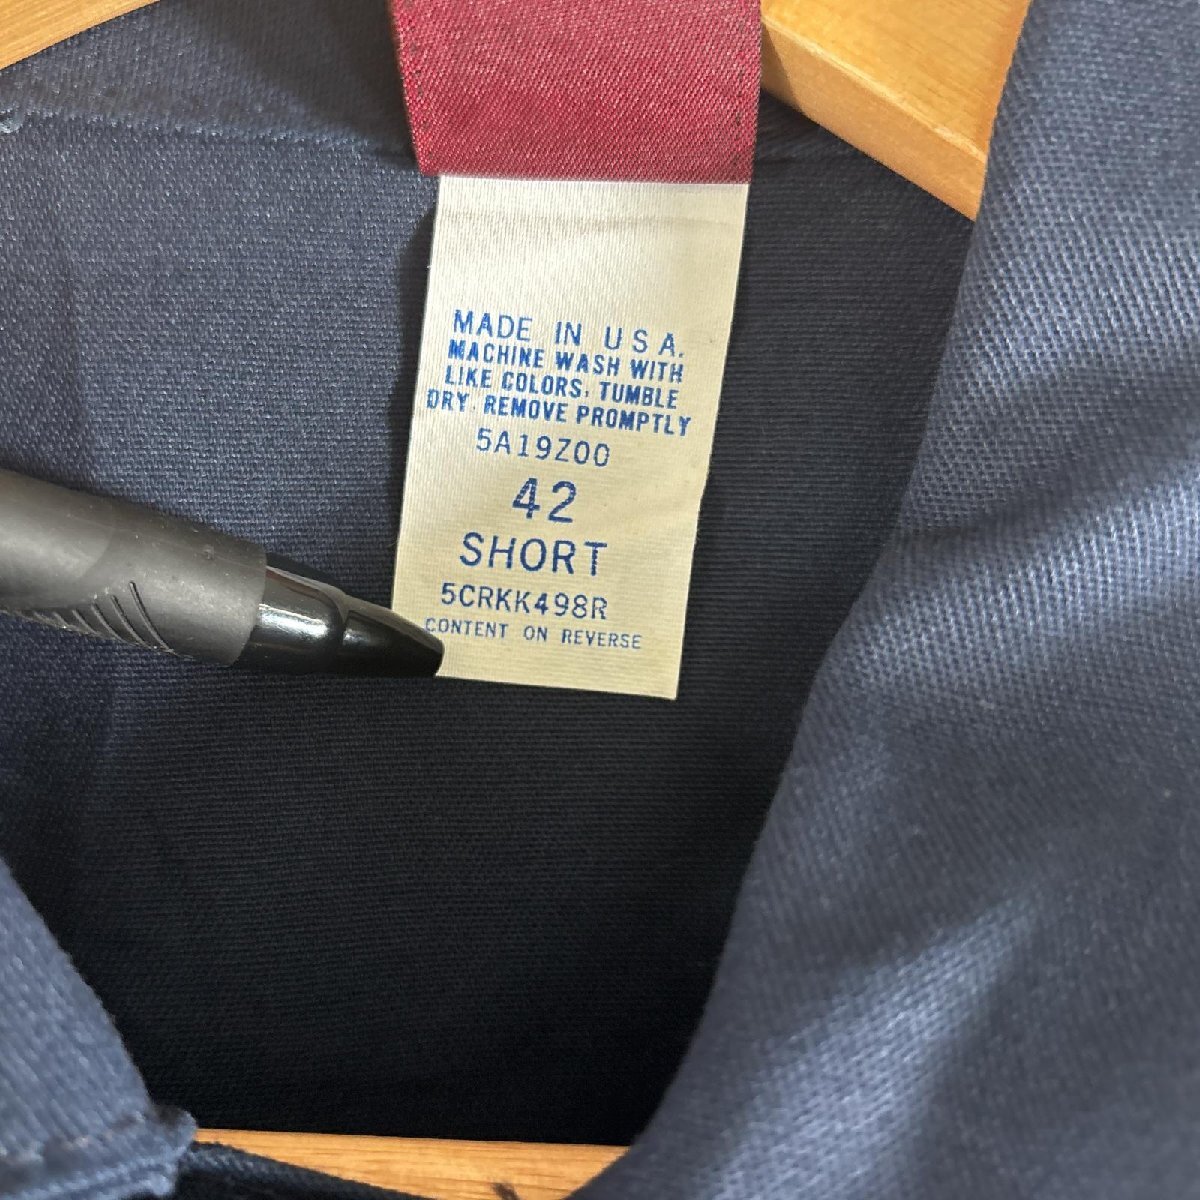 MADE IN U.S.A.
MACHINE WASH WITH
LIKE COLORS, TUMBLE
DRY. REMOVE PROMPTLY
5A19Z00
42
SHORT
5CRKK498R
CONTENT ON REVERSE